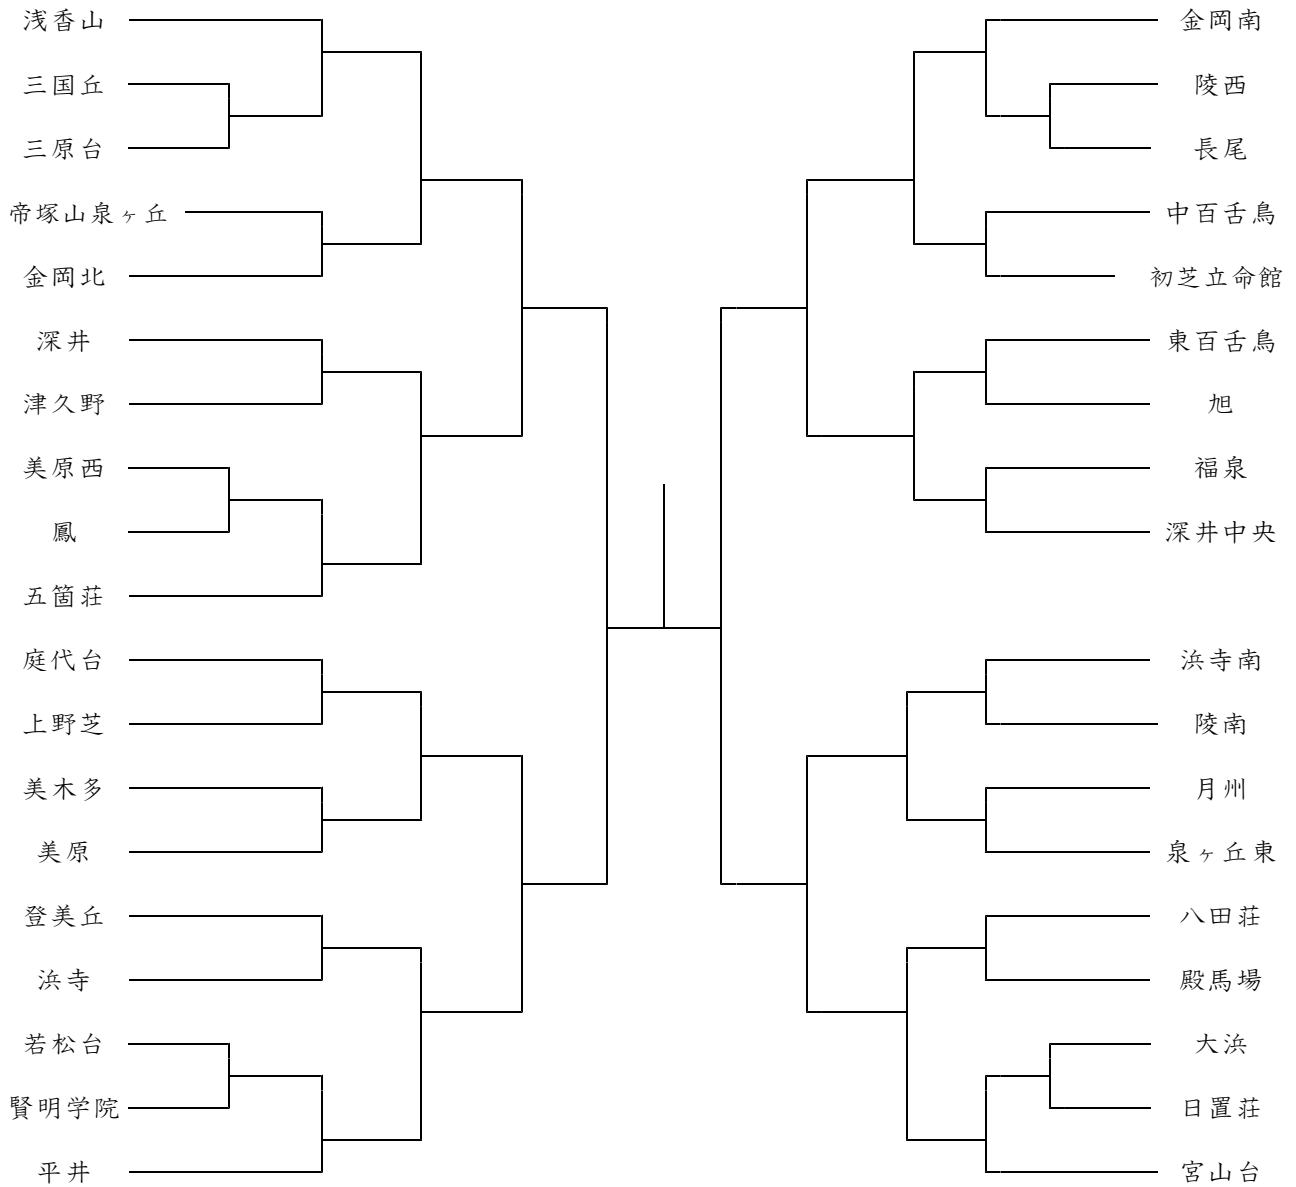 浅香山
三国丘
三原台
帝塚山泉ヶ丘
金岡北
深井
津久野
美原西
鳳
五箇荘
庭代台
上野芝
美木多
美原
登美丘
浜寺
若松台
賢明学院
平井
金岡南
陵西
長尾
中百舌鳥
初芝立命館
東百舌鳥
旭
福泉
深井中央
浜寺南
陵南
月州
泉ヶ丘東
八田荘
殿馬場
大浜
日置荘
宮山台